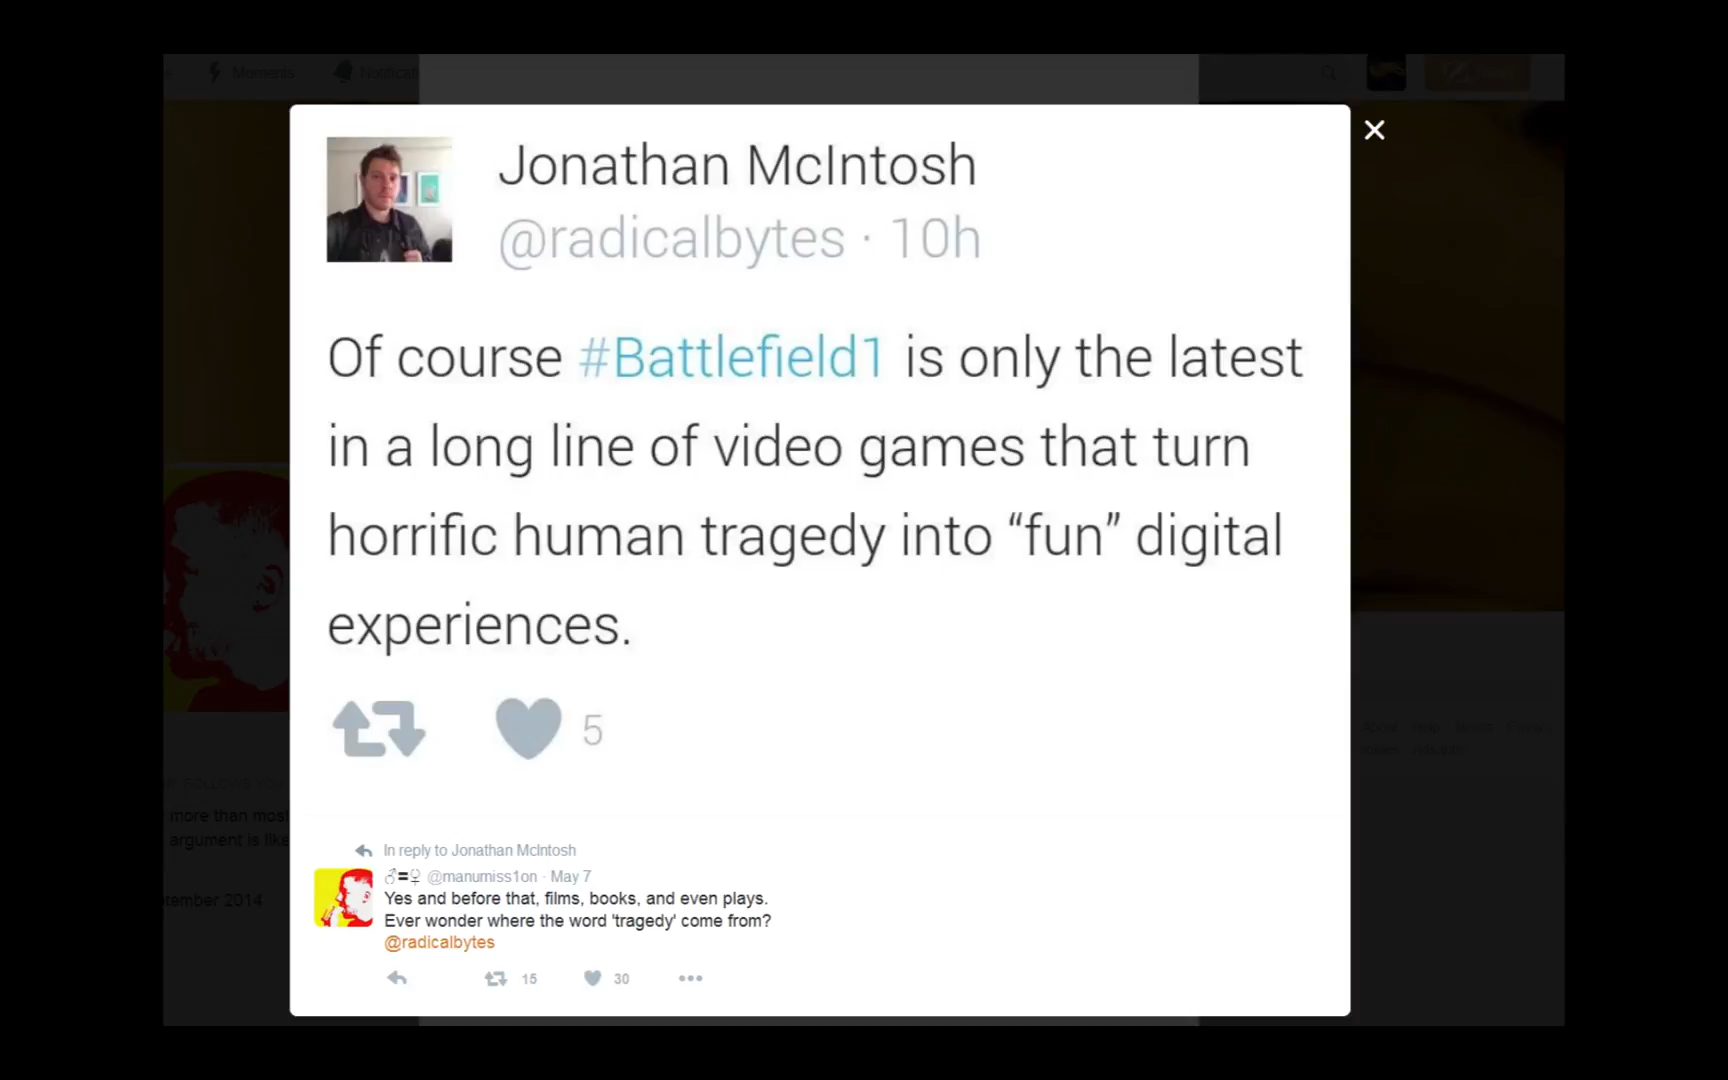 Moments
Notificati
Jonathan McIntosh
@radicalbytes · 10h
Of course #Battlefield1 is only the latest
in a long line of video games that turn
horrific human tragedy into “fun” digital
experiences.
5
In reply to Jonathan McIntosh
♂=♀ @manumiss1on · May 7
Yes and before that, films, books, and even plays.
Ever wonder where the word 'tragedy' come from?
@radicalbytes
15 30 •••
FOLLOWS YOU
more than most
argument is like
tember 2014